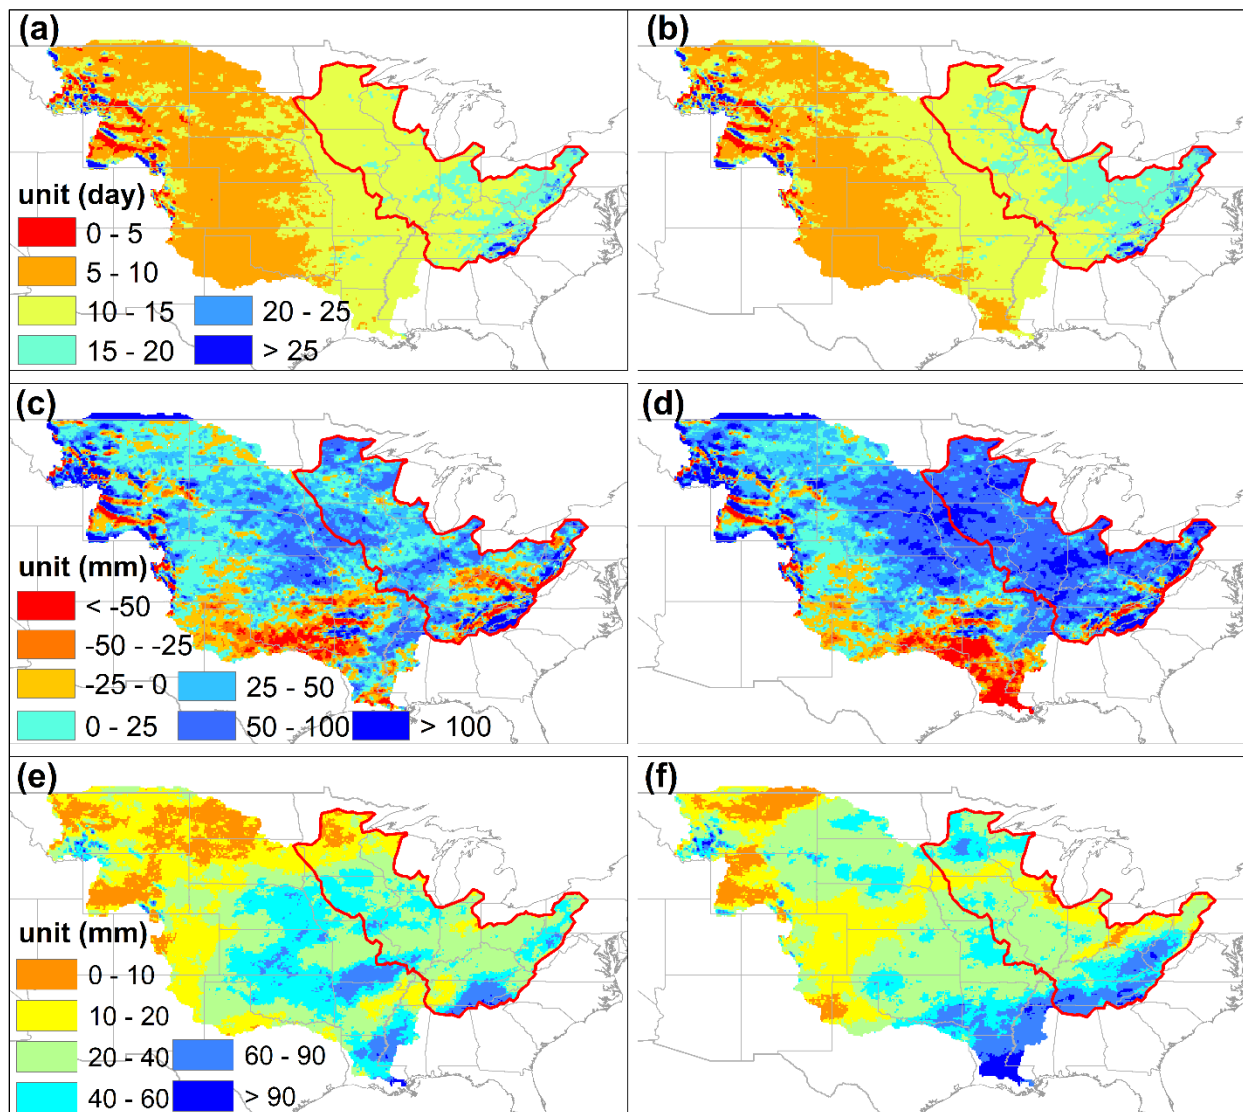 (a)
(b)
unit (day)
0 - 5
5 - 10
10 - 15
20 - 25
15 - 20
> 25
(c)
(d)
unit (mm)
< -50
-50 - -25
-25 - 0
25 - 50
0 - 25
50 - 100
> 100
(e)
(f)
unit (mm)
0 - 10
10 - 20
20 - 40
60 - 90
40 - 60
> 90